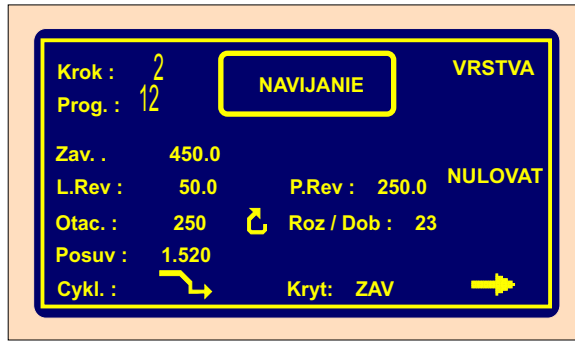 Krok : 2
NAVIJANIE
VRSTVA
Prog. : 12
Zav. . 450.0
L.Rev : 50.0 P.Rev : 250.0
NULOVAT
Otac. : 250 Roz / Dob : 23
Posuv : 1.520
Cykl. : Kryt: ZAV